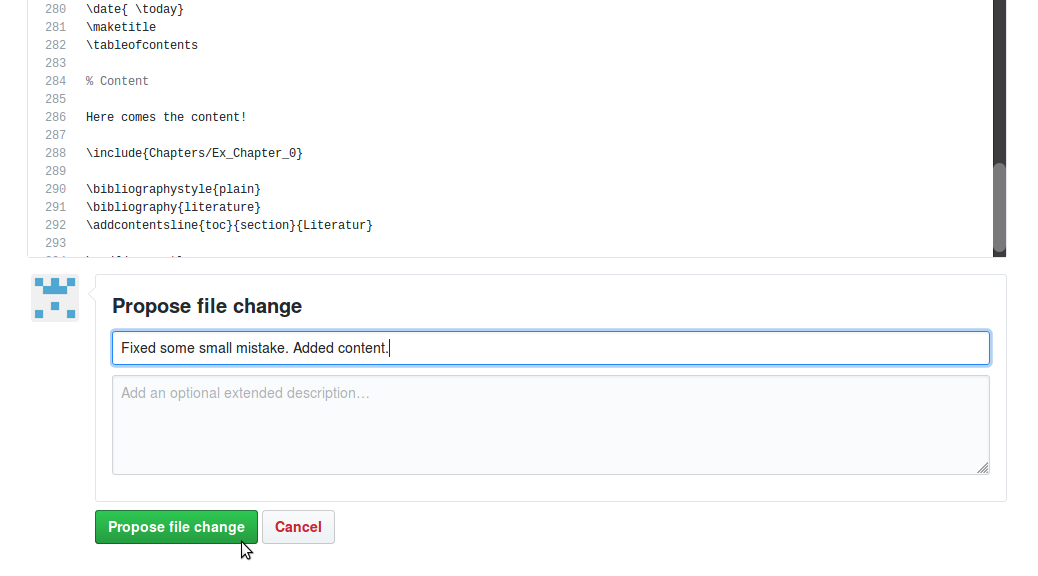 280 \date{ \today}
281 \maketitle
282 \tableofcontents
283
284 % Content
285
286 Here comes the content!
287
288 \include{Chapters/Ex_Chapter_0}
289
290 \bibliographystyle{plain}
291 \bibliography{literature}
292 \addcontentsline{toc}{section}{Literatur}
293
Propose file change
Fixed some small mistake. Added content.
Add an optional extended description…
Propose file change Cancel